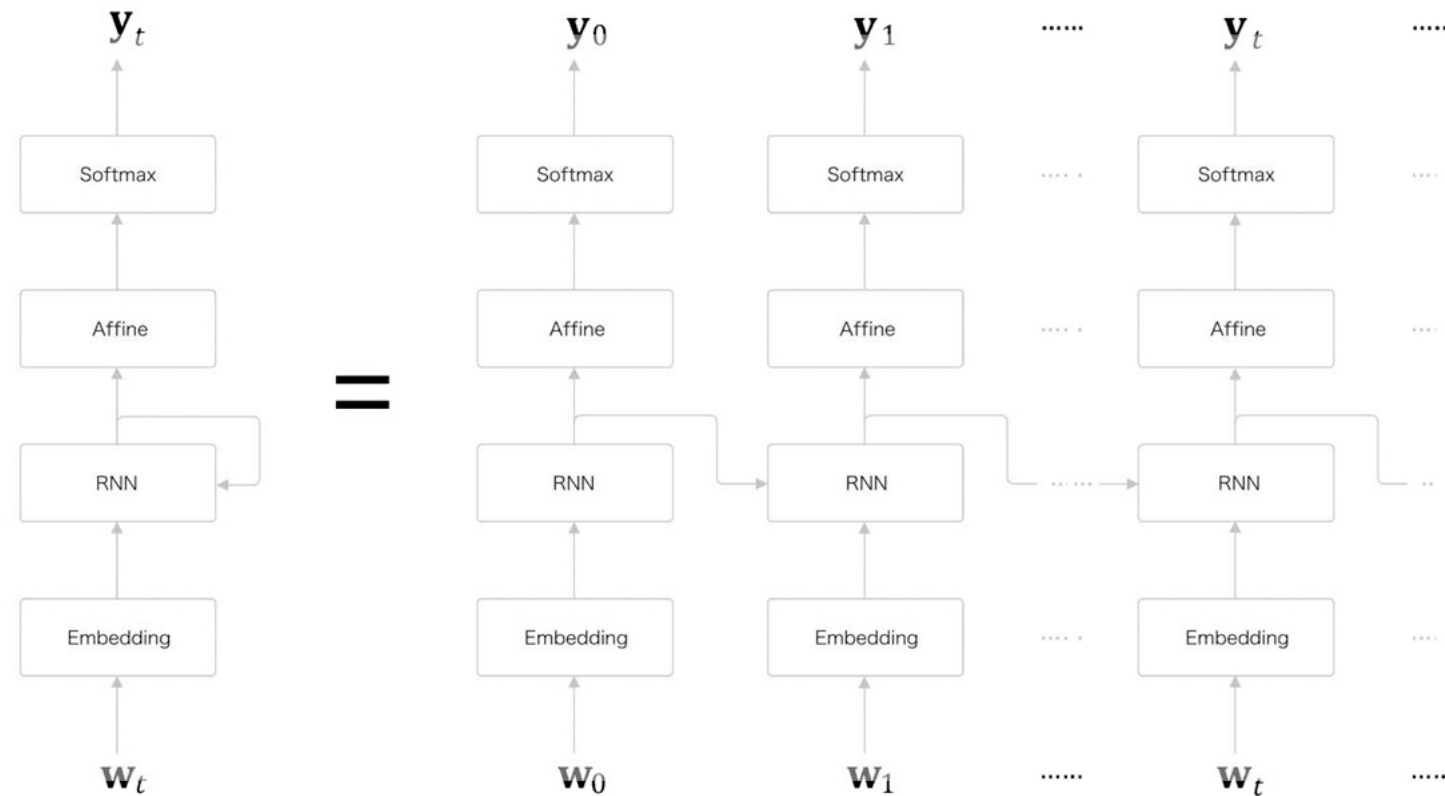 y_t y_0 y_1 ...... y_t .....
Softmax Softmax Softmax .... . Softmax ....
Affine Affine Affine .... . Affine ....
=
RNN RNN RNN .. ... RNN ..
Embedding Embedding Embedding .... . Embedding ....
w_t w_0 w_1 ...... w_t .....